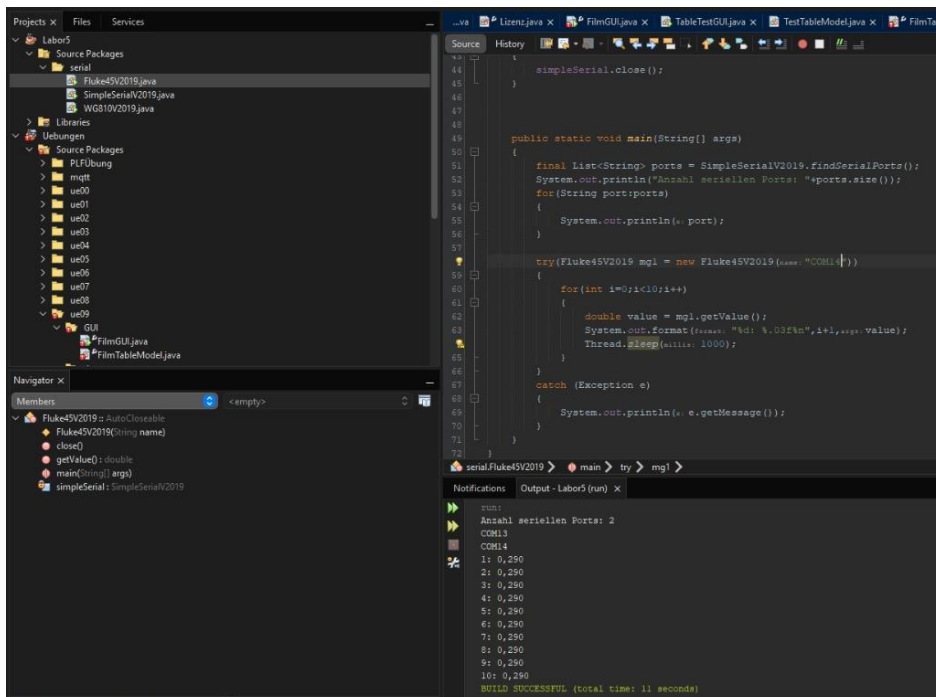 Projects × Files Services
Labor5
Source Packages
serial
Fluke45V2019.java
SimpleSerialV2019.java
WG810V2019.java
Libraries
Uebungen
Source Packages
PLFÜbung
mqtt
ue00
ue01
ue02
ue03
ue04
ue05
ue06
ue07
ue08
ue09
GUI
FilmGUI.java
FilmTableModel.java
Navigator ×
Members <empty>
Fluke45V2019 :: AutoCloseable
Fluke45V2019(String name)
close()
getValue() : double
main(String[] args)
simpleSerial : SimpleSerialV2019
...va Lizenz.java × FilmGUI.java × TableTestGUI.java × TestTableModel.java × FilmTa
Source History
43 {
44 simpleSerial.close();
45 }
46
47
48
49 public static void main(String[] args)
50 {
51 final List<String> ports = SimpleSerialV2019.findSerialPorts();
52 System.out.println("Anzahl seriellen Ports: "+ports.size());
53 for(String port:ports)
54 {
55 System.out.println(x: port);
56 }
57
try(Fluke45V2019 mg1 = new Fluke45V2019(name: "COM14"))
59 {
60 for(int i=0;i<10;i++)
61 {
62 double value = mg1.getValue();
63 System.out.format(format: "%d: %.03f%n",i+1,args: value);
Thread.sleep(millis: 1000);
65 }
66 }
67 catch (Exception e)
68 {
69 System.out.println(x: e.getMessage());
70 }
71 }
72 }
serial.Fluke45V2019 main try mg1
Notifications Output - Labor5 (run) ×
run:
Anzahl seriellen Ports: 2
COM13
COM14
1: 0,290
2: 0,290
3: 0,290
4: 0,290
5: 0,290
6: 0,290
7: 0,290
8: 0,290
9: 0,290
10: 0,290
BUILD SUCCESSFUL (total time: 11 seconds)